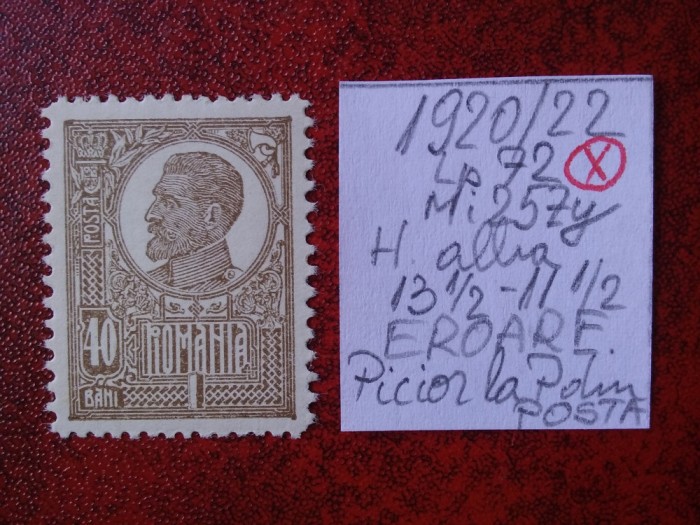 POSTA
40
BANI
ROMANIA
1920/22
Lp 72 X
Mi 257y
H. alba
13 1/2 - 11 1/2
EROARE
Picior la P din
POSTA